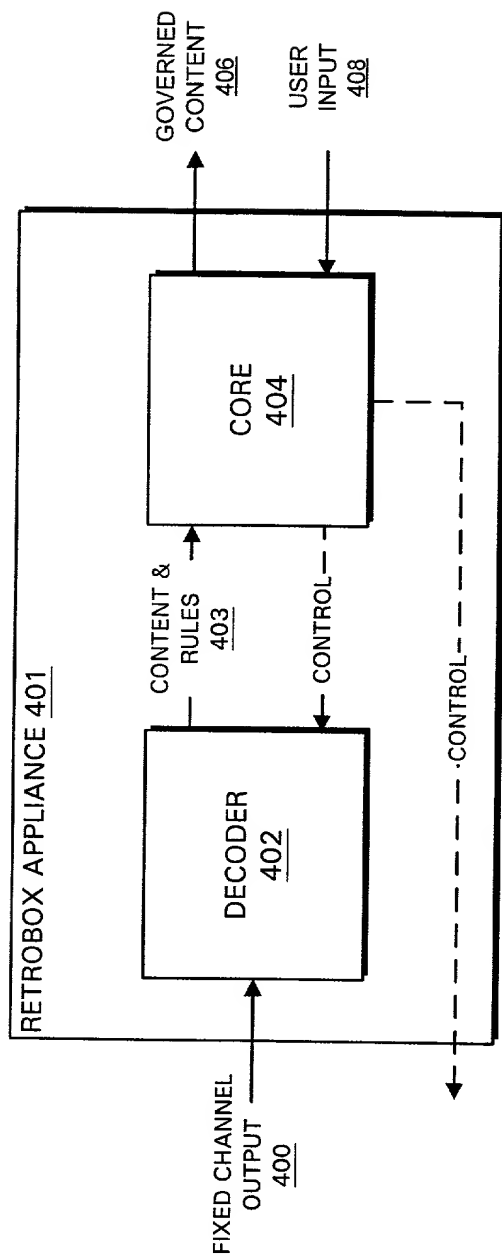 RETROBOX APPLIANCE 401
FIXED CHANNEL
OUTPUT
400
DECODER
402
CONTENT &
RULES
403
CONTROL
CORE
404
GOVERNED
CONTENT
406
USER
INPUT
408
CONTROL